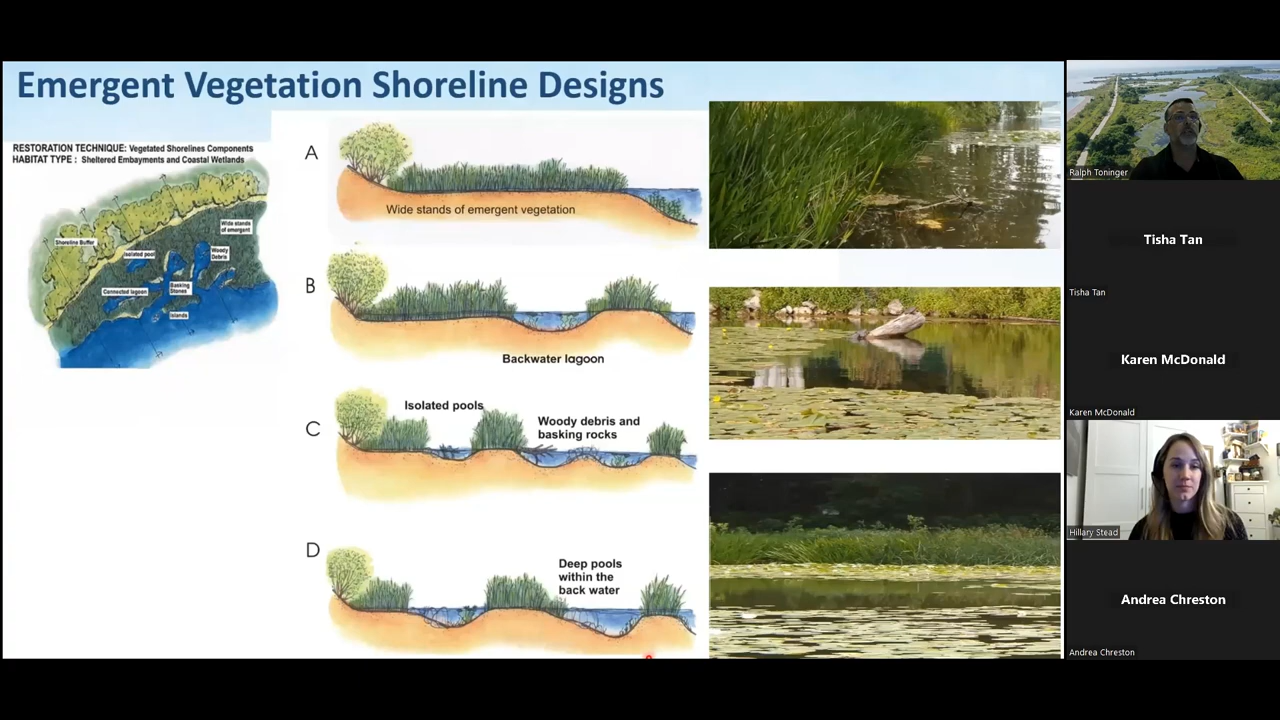 Emergent Vegetation Shoreline Designs
RESTORATION TECHNIQUE: Vegetated Shorelines Components
HABITAT TYPE : Sheltered Embayments and Coastal Wetlands
Wide stands
of emergent
Shoreline Buffer
Isolated pool
Woody
Debris
Connected lagoon
Basking
Stones
Islands
A
Wide stands of emergent vegetation
B
Backwater lagoon
C
Isolated pools
Woody debris and
basking rocks
D
Deep pools
within the
back water
Ralph Toninger
Tisha Tan
Tisha Tan
Karen McDonald
Karen McDonald
Hillary Stead
Andrea Chreston
Andrea Chreston